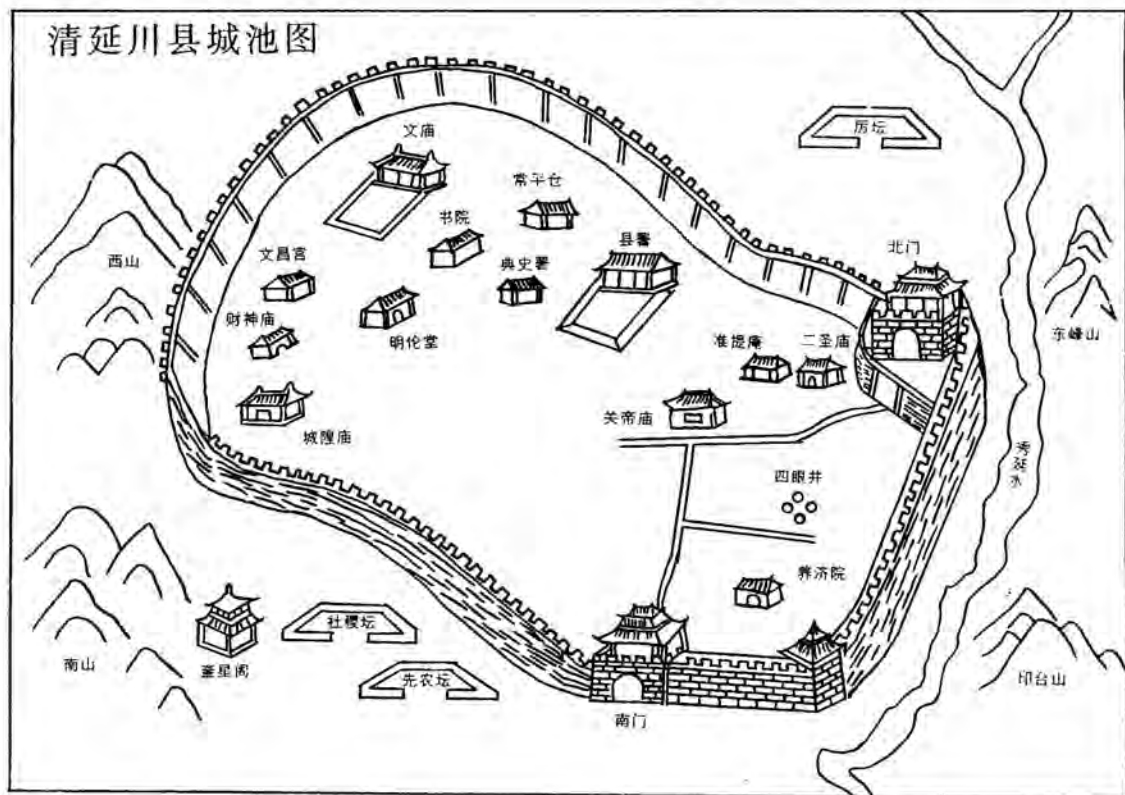 清延川县城池图
厉坛
文庙
常平仓
书院
县署
北门
文昌宫
典史署
西山
财神庙
明伦堂
准提庵
二圣庙
东峰山
关帝庙
城隍庙
秀延水
四眼井
养济院
社稷坛
南山
奎星阁
先农坛
印台山
南门